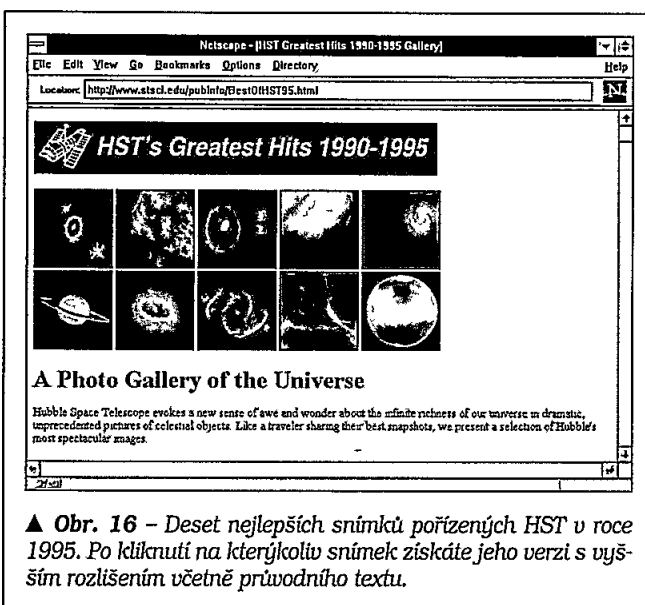 Netscape - [HST Greatest Hits 1990-1995 Gallery]
File Edit View Go Bookmarks Options Directory Help
Location: http://www.stsci.edu/pubinfo/BestOfHST95.html
N
HST's Greatest Hits 1990-1995
A Photo Gallery of the Universe
Hubble Space Telescope evokes a new sense of awe and wonder about the infinite richness of our universe in dramatic,
unprecedented pictures of celestial objects. Like a traveler sharing their best snapshots, we present a selection of Hubble's
most spectacular images.
▲ Obr. 16 – Deset nejlepších snímků pořízených HST v roce
1995. Po kliknutí na kterýkoliv snímek získáte jeho verzi s vyš-
ším rozlišením včetně průvodního textu.